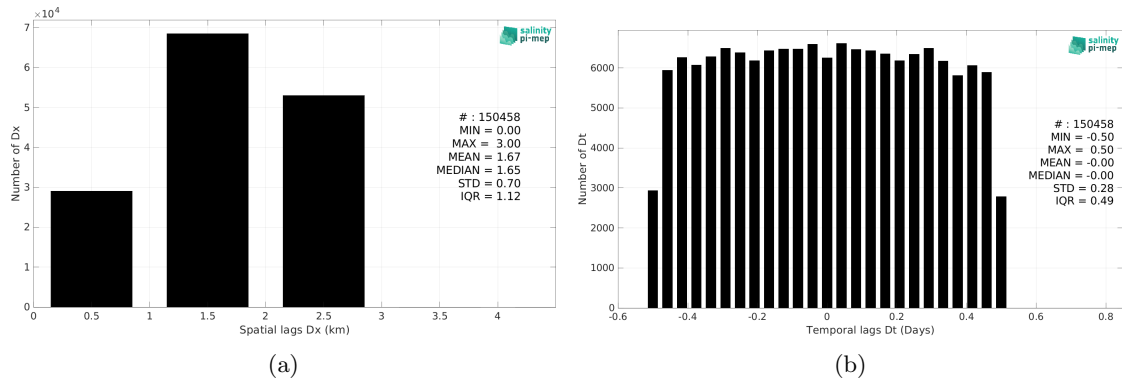 ×10⁴
7
6
5
4
3
2
1
0
0 0.5 1 1.5 2 2.5 3 3.5 4
Number of Dx
Spatial lags Dx (km)
salinity
pi-mep
# : 150458
MIN = 0.00
MAX = 3.00
MEAN = 1.67
MEDIAN = 1.65
STD = 0.70
IQR = 1.12
(a)
6000
5000
4000
3000
2000
1000
0
-0.6 -0.4 -0.2 0 0.2 0.4 0.6 0.8
Number of Dt
Temporal lags Dt (Days)
salinity
pi-mep
# : 150458
MIN = -0.50
MAX = 0.50
MEAN = -0.00
MEDIAN = -0.00
STD = 0.28
IQR = 0.49
(b)